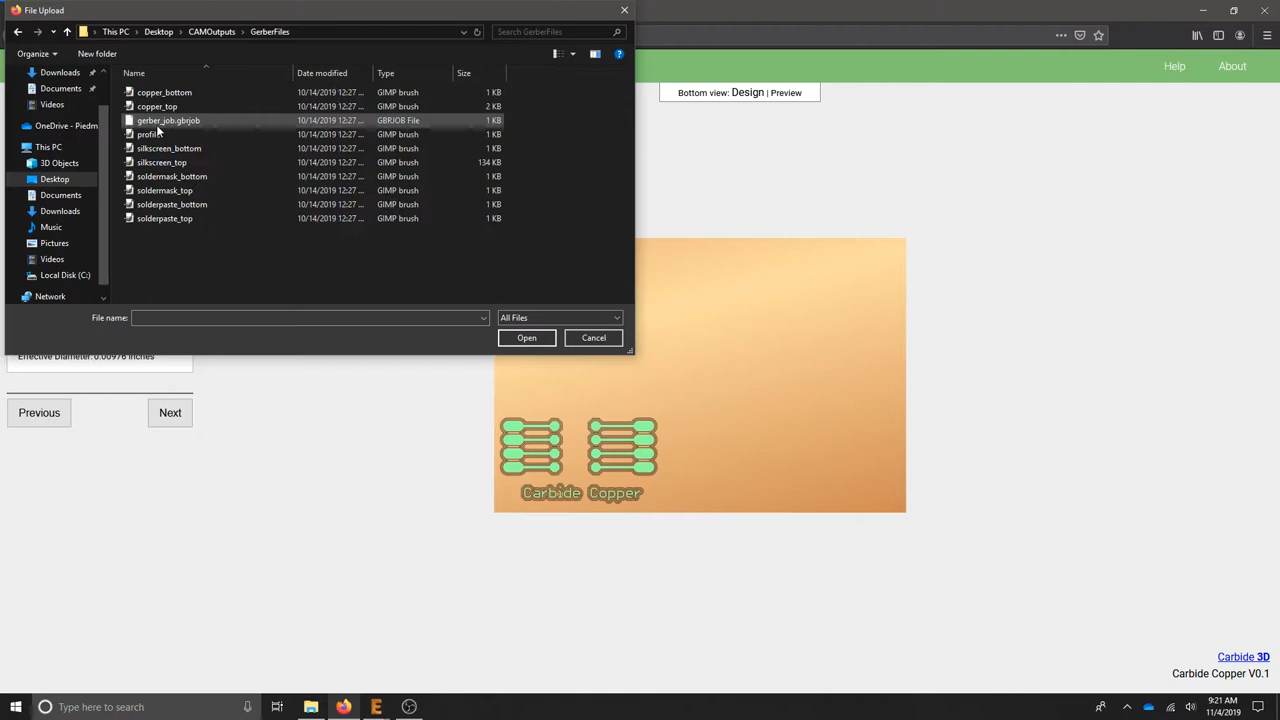 File Upload
This PC
Desktop
CAMOutputs
GerberFiles
Search GerberFiles
Organize
New folder
Help
About
Bottom view: Design | Preview
Name
Date modified
Type
Size
Downloads
Documents
Videos
OneDrive - Piedm
This PC
3D Objects
Desktop
Documents
Downloads
Music
Pictures
Videos
Local Disk (C:)
Network
copper_bottom 10/14/2019 12:27 ... GIMP brush 1 KB
copper_top 10/14/2019 12:27 ... GIMP brush 2 KB
gerber_job.gbrjob 10/14/2019 12:27 ... GBRJOB File 1 KB
profile 10/14/2019 12:27 ... GIMP brush 1 KB
silkscreen_bottom 10/14/2019 12:27 ... GIMP brush 1 KB
silkscreen_top 10/14/2019 12:27 ... GIMP brush 134 KB
soldermask_bottom 10/14/2019 12:27 ... GIMP brush 1 KB
soldermask_top 10/14/2019 12:27 ... GIMP brush 1 KB
solderpaste_bottom 10/14/2019 12:27 ... GIMP brush 1 KB
solderpaste_top 10/14/2019 12:27 ... GIMP brush 1 KB
File name:
All Files
Open
Cancel
Effective Diameter: 0.00976 inches
Previous
Next
Carbide Copper
Carbide 3D
Carbide Copper V0.1
Type here to search
9:21 AM
11/4/2019